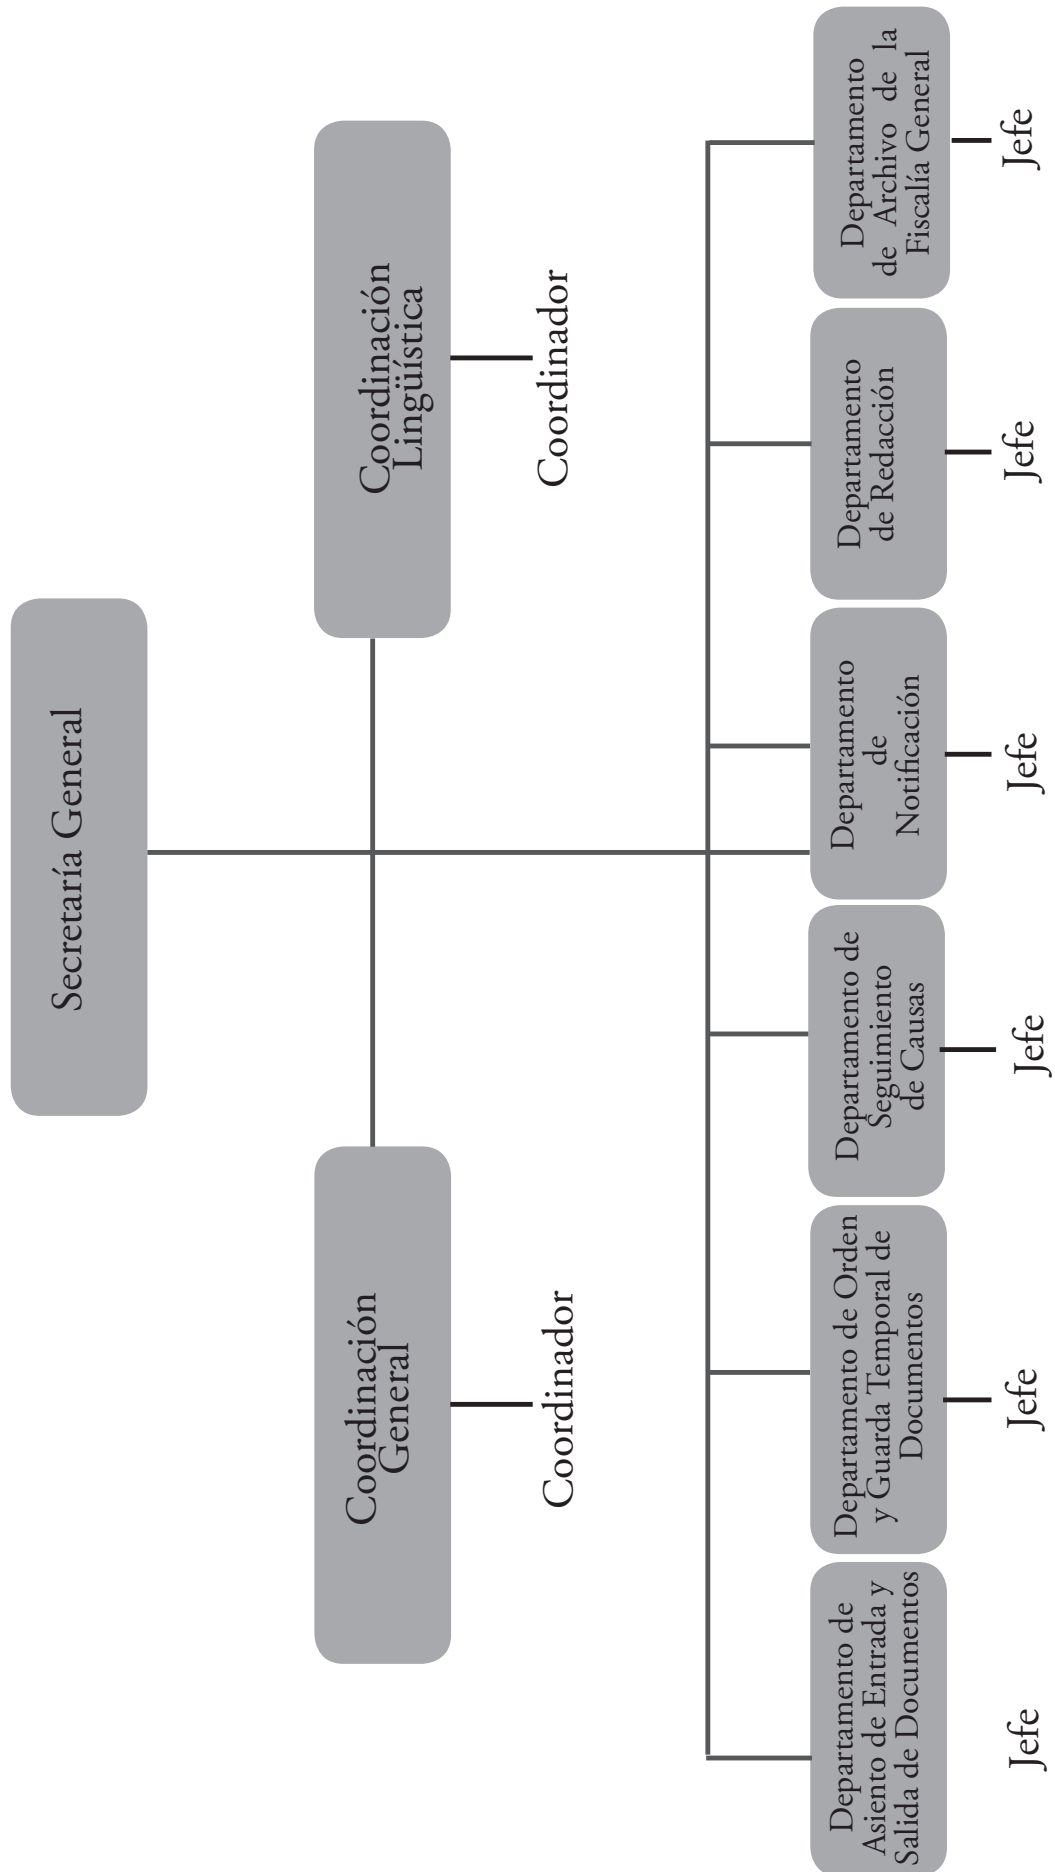 Secretaría General
Coordinación
General
Coordinador
Coordinación
Lingüística
Coordinador
Departamento de
Asiento de Entrada y
Salida de Documentos
Jefe
Departamento de Orden
y Guarda Temporal de
Documentos
Jefe
Departamento de
Seguimiento
de Causas
Jefe
Departamento
de
Notificación
Jefe
Departamento
de Redacción
Jefe
Departamento
de Archivo de la
Fiscalía General
Jefe